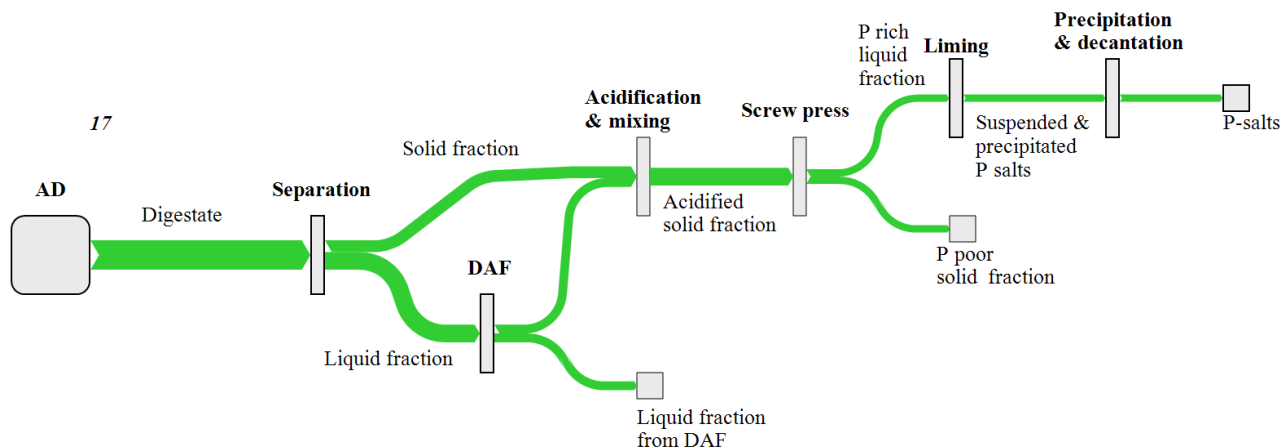 17
AD
Digestate
Separation
Solid fraction
Liquid fraction
DAF
Liquid fraction
from DAF
Acidification
& mixing
Acidified
solid fraction
Screw press
P rich
liquid
fraction
P poor
solid fraction
Liming
Suspended &
precipitated
P salts
Precipitation
& decantation
P-salts